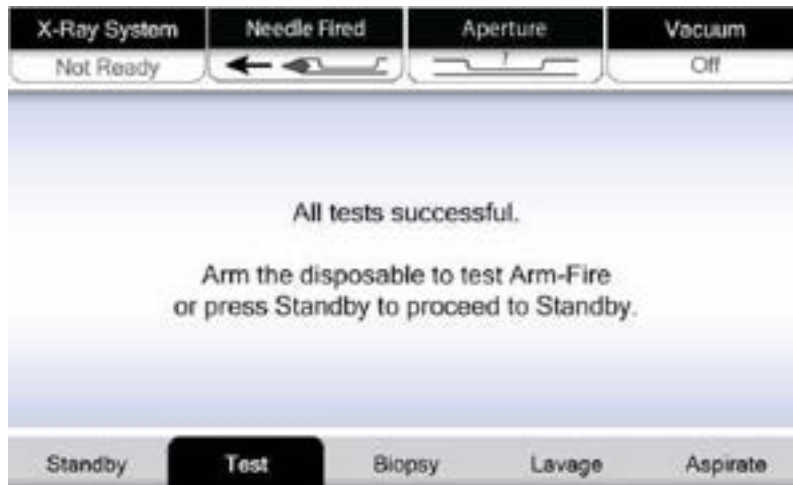 X-Ray System
Needle Fired
Aperture
Vacuum
Not Ready
?
Off
All tests successful.
Arm the disposable to test Arm-Fire
or press Standby to proceed to Standby.
Standby
Test
Biopsy
Lavage
Aspirate